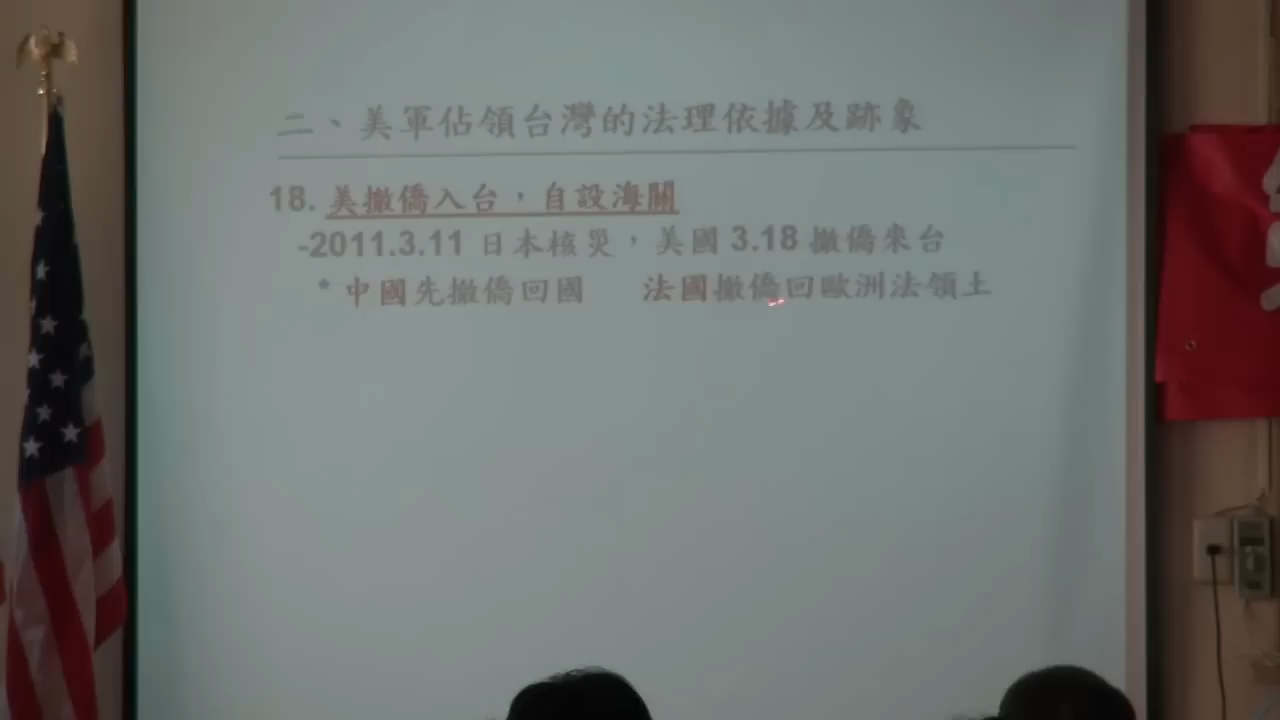 二、美軍佔領台灣的法理依據及跡象
18. 美撤僑入台，自設海關
-2011.3.11 日本核災，美國 3.18 撤僑來台
* 中國先撤僑回國 法國撤僑回歐洲法領土